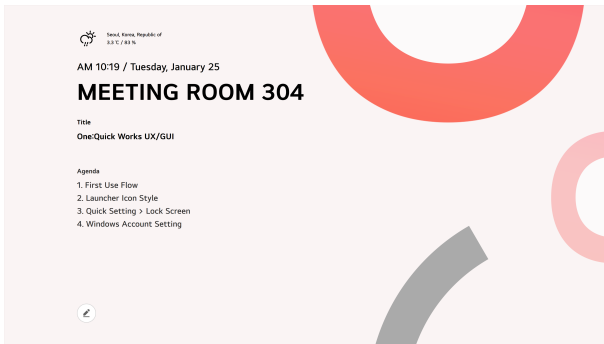 Seoul, Korea, Republic of
3.3˚C / 83 %
AM 10:19 / Tuesday, January 25
MEETING ROOM 304
Title
One:Quick Works UX/GUI
Agenda
1. First Use Flow
2. Launcher Icon Style
3. Quick Setting > Lock Screen
4. Windows Account Setting